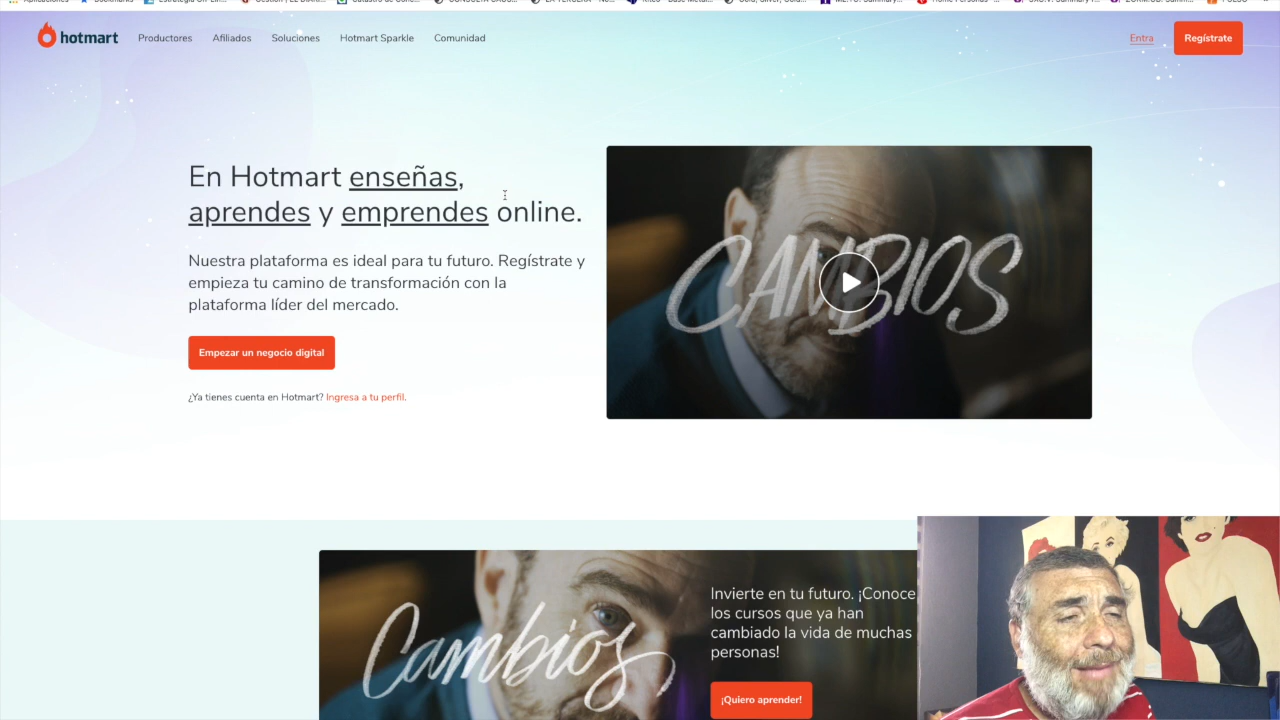 hotmart
Productores
Afiliados
Soluciones
Hotmart Sparkle
Comunidad
Entra
Regístrate
En Hotmart enseñas,
aprendes y emprendes online.
Nuestra plataforma es ideal para tu futuro. Regístrate y
empieza tu camino de transformación con la
plataforma líder del mercado.
Empezar un negocio digital
¿Ya tienes cuenta en Hotmart? Ingresa a tu perfil.
CAMBIOS
Cambios
Invierte en tu futuro. ¡Conoce
los cursos que ya han
cambiado la vida de muchas
personas!
¡Quiero aprender!